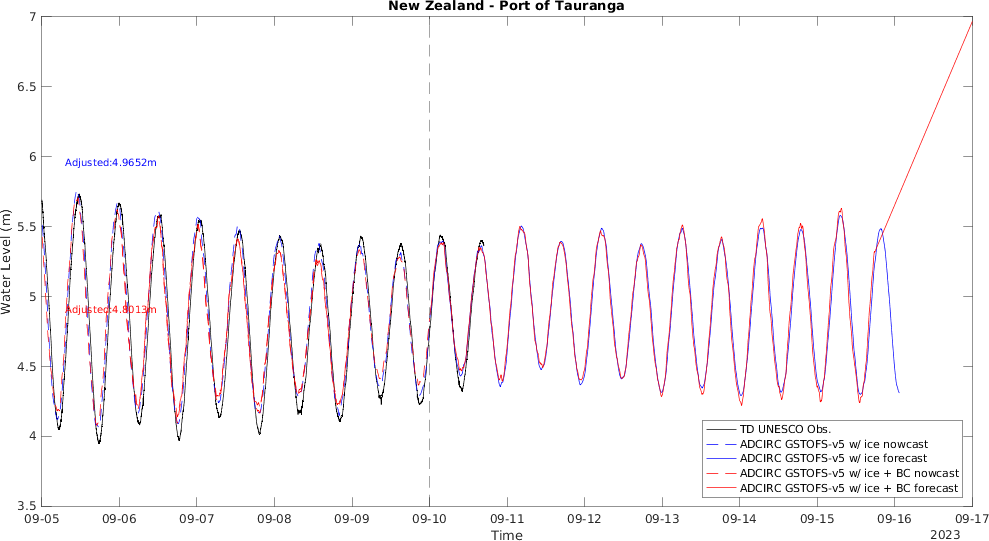 New Zealand - Port of Tauranga
7
6.5
6
5.5
5
4.5
4
3.5
Water Level (m)
Adjusted:4.9652m
Adjusted:4.8013m
TD UNESCO Obs.
ADCIRC GSTOFS-v5 w/ ice nowcast
ADCIRC GSTOFS-v5 w/ ice forecast
ADCIRC GSTOFS-v5 w/ ice + BC nowcast
ADCIRC GSTOFS-v5 w/ ice + BC forecast
09-05 09-06 09-07 09-08 09-09 09-10 09-11 09-12 09-13 09-14 09-15 09-16 09-17
Time
2023